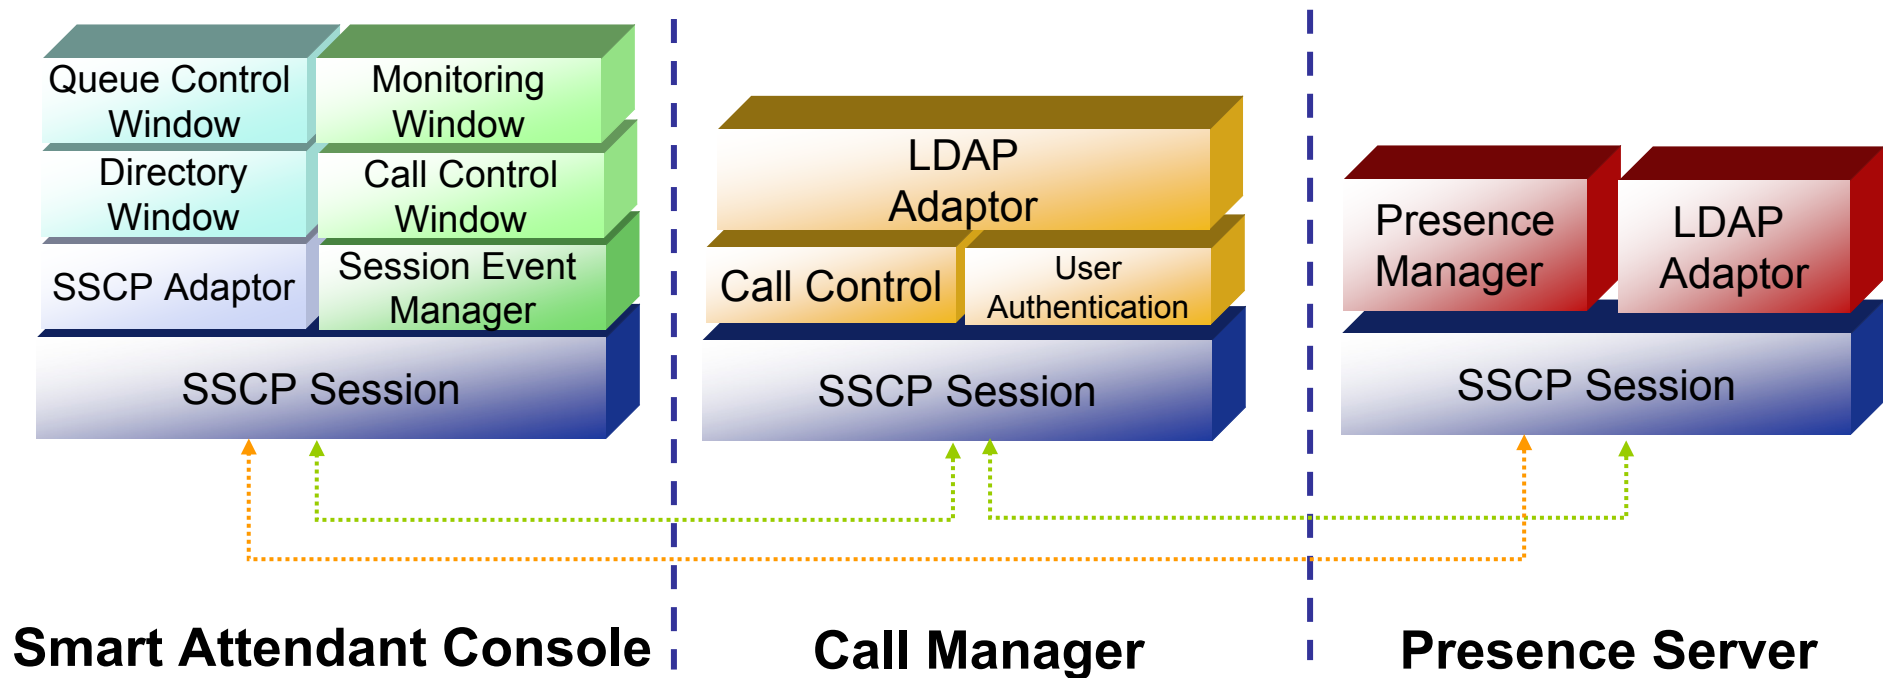 Queue Control
Window
Monitoring
Window
Directory
Window
Call Control
Window
SSCP Adaptor
Session Event
Manager
SSCP Session
LDAP
Adaptor
Call Control
User
Authentication
SSCP Session
Presence
Manager
LDAP
Adaptor
SSCP Session
Smart Attendant Console
Call Manager
Presence Server